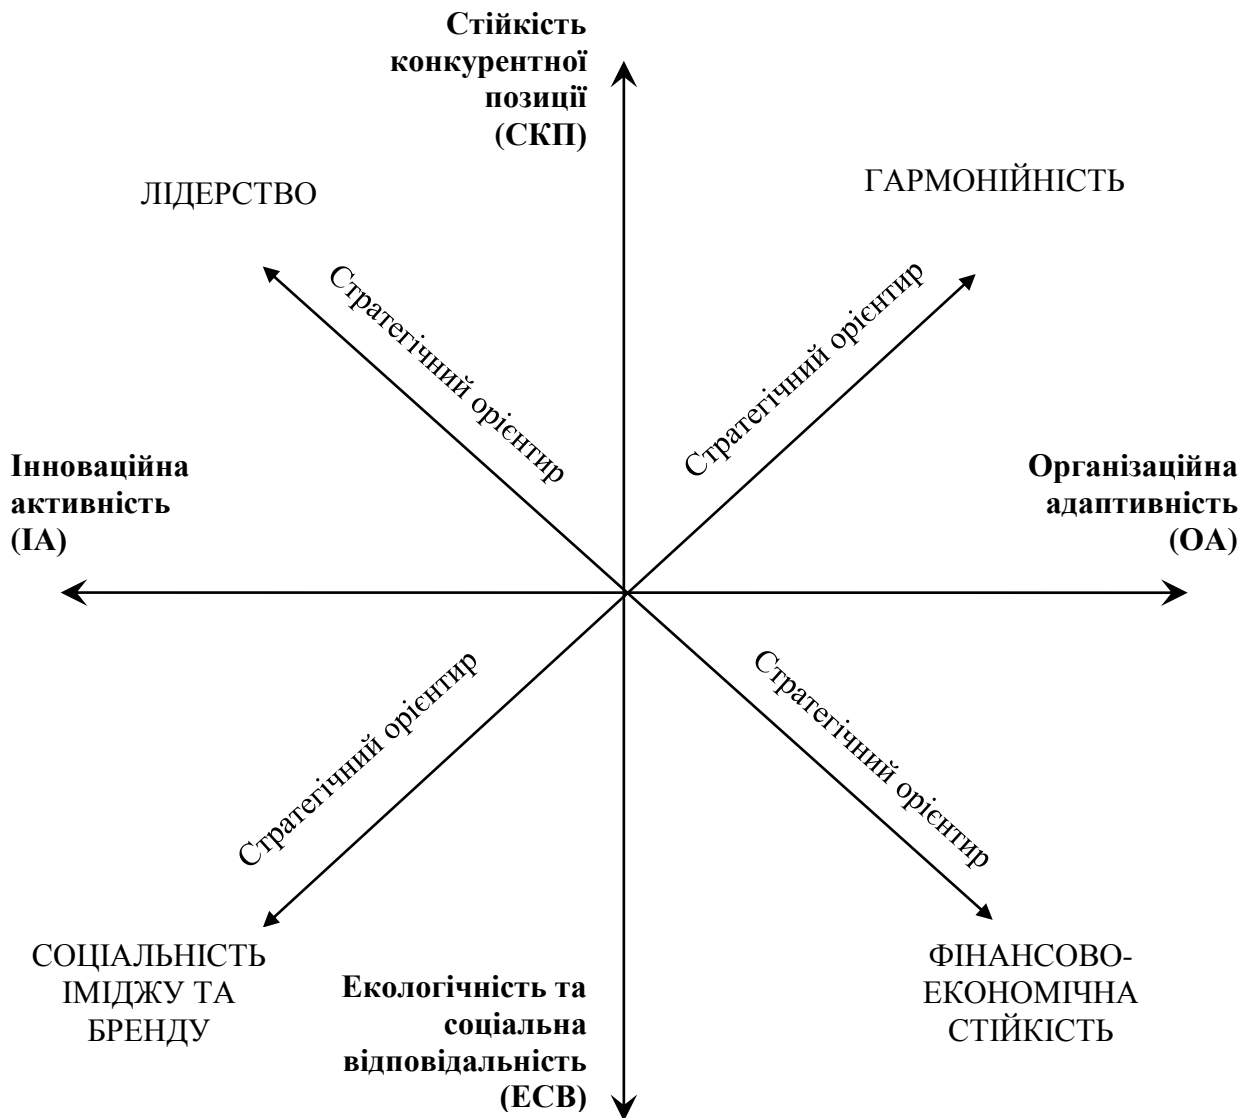 Стійкість
конкурентної
позиції
(СКП)
ЛІДЕРСТВО
ГАРМОНІЙНІСТЬ
Стратегічний орієнтир
Стратегічний орієнтир
Інноваційна
активність
(ІА)
Організаційна
адаптивність
(ОА)
Стратегічний орієнтир
Стратегічний орієнтир
СОЦІАЛЬНІСТЬ
ІМІДЖУ ТА
БРЕНДУ
Екологічність та
соціальна
відповідальність
(ЕСВ)
ФІНАНСОВО-
ЕКОНОМІЧНА
СТІЙКІСТЬ